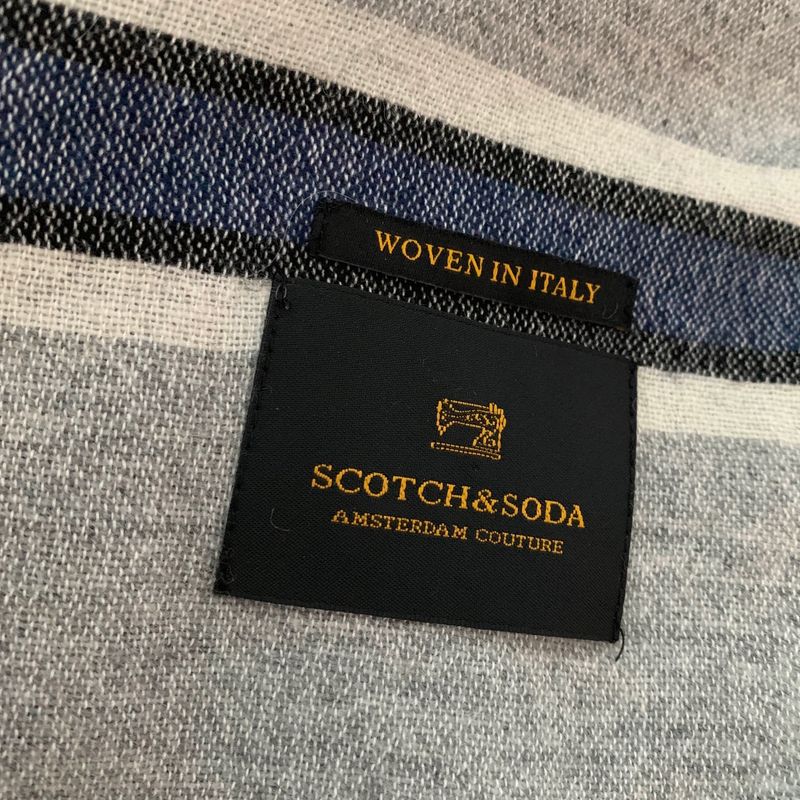 WOVEN IN ITALY
SCOTCH&SODA
AMSTERDAM COUTURE